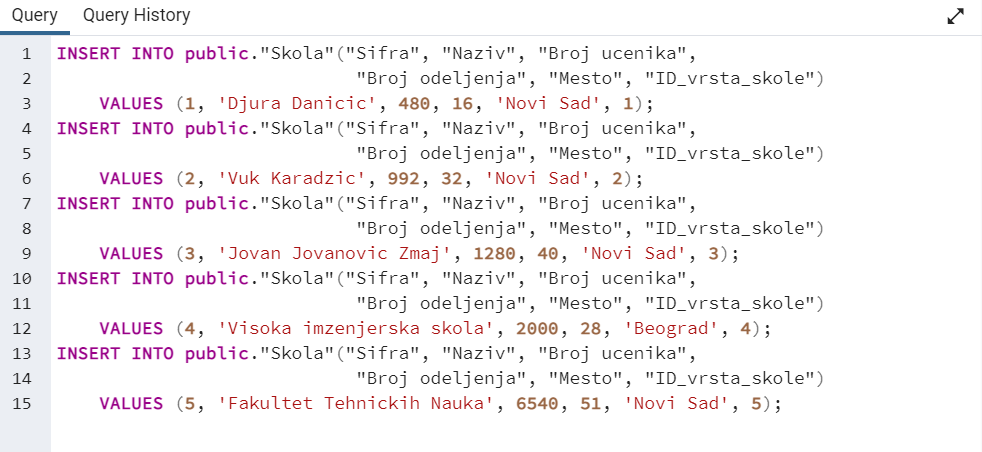 Query Query History
1 INSERT INTO public."Skola"("Sifra", "Naziv", "Broj ucenika",
2 "Broj odeljenja", "Mesto", "ID_vrsta_skole")
3 VALUES (1, 'Djura Danicic', 480, 16, 'Novi Sad', 1);
4 INSERT INTO public."Skola"("Sifra", "Naziv", "Broj ucenika",
5 "Broj odeljenja", "Mesto", "ID_vrsta_skole")
6 VALUES (2, 'Vuk Karadzic', 992, 32, 'Novi Sad', 2);
7 INSERT INTO public."Skola"("Sifra", "Naziv", "Broj ucenika",
8 "Broj odeljenja", "Mesto", "ID_vrsta_skole")
9 VALUES (3, 'Jovan Jovanovic Zmaj', 1280, 40, 'Novi Sad', 3);
10 INSERT INTO public."Skola"("Sifra", "Naziv", "Broj ucenika",
11 "Broj odeljenja", "Mesto", "ID_vrsta_skole")
12 VALUES (4, 'Visoka imzenjerska skola', 2000, 28, 'Beograd', 4);
13 INSERT INTO public."Skola"("Sifra", "Naziv", "Broj ucenika",
14 "Broj odeljenja", "Mesto", "ID_vrsta_skole")
15 VALUES (5, 'Fakultet Tehnickih Nauka', 6540, 51, 'Novi Sad', 5);